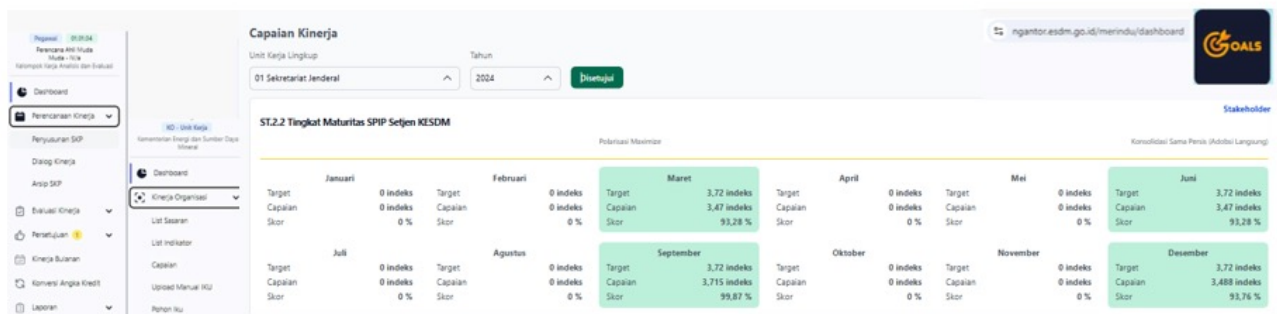 Pegawai 01.01.04
Perencana Ahli Muda
Muda - IV/a
Kelompok Kerja Analisis dan Evaluasi
Dashboard
Perencanaan Kinerja
Penyusunan SKP
Dialog Kinerja
Arsip SKP
Evaluasi Kinerja
Persetujuan
Kinerja Bulanan
Konversi Angka Kredit
Laporan
RO - Unit Kerja
Kementerian Energi dan Sumber Daya
Mineral
Dashboard
Kinerja Organisasi
List Sasaran
List Indikator
Capaian
Upload Manual IKU
Pohon Iku
Capaian Kinerja
Unit Kerja Lingkup Tahun
01 Sekretariat Jenderal 2024 Disetujui
ngantor.esdm.go.id/merindu/dashboard
GOALS
Stakeholder
ST.2.2 Tingkat Maturitas SPIP Setjen KESDM
Polarisasi Maximize Konsolidasi Sama Persis (Adobsi Langsung)
Januari Februari Maret April Mei Juni
Target 0 indeks Target 0 indeks Target 3,72 indeks Target 0 indeks Target 0 indeks Target 3,72 indeks
Capaian 0 indeks Capaian 0 indeks Capaian 3,47 indeks Capaian 0 indeks Capaian 0 indeks Capaian 3,47 indeks
Skor 0 % Skor 0 % Skor 93,28 % Skor 0 % Skor 0 % Skor 93,28 %
Juli Agustus September Oktober November Desember
Target 0 indeks Target 0 indeks Target 3,72 indeks Target 0 indeks Target 0 indeks Target 3,72 indeks
Capaian 0 indeks Capaian 0 indeks Capaian 3,715 indeks Capaian 0 indeks Capaian 0 indeks Capaian 3,488 indeks
Skor 0 % Skor 0 % Skor 99,87 % Skor 0 % Skor 0 % Skor 93,76 %